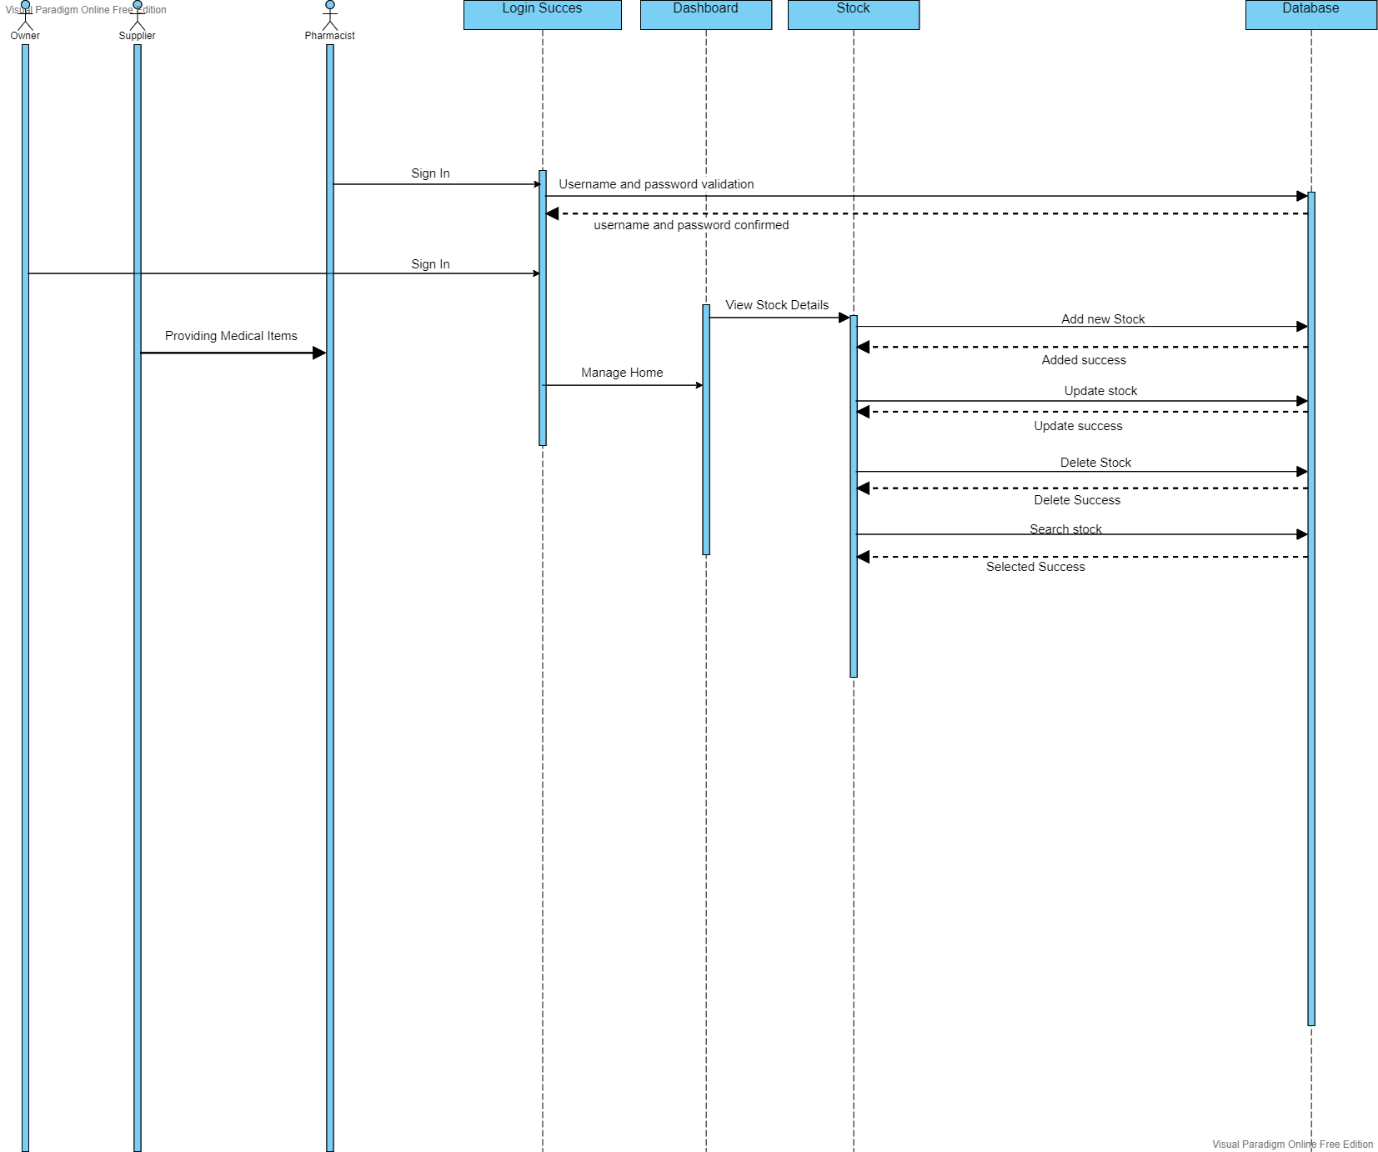 Visual Paradigm Online Free Edition
Owner
Supplier
Pharmacist
Login Succes
Dashboard
Stock
Database
Sign In
Username and password validation
username and password confirmed
Sign In
View Stock Details
Add new Stock
Providing Medical Items
Added success
Manage Home
Update stock
Update success
Delete Stock
Delete Success
Search stock
Selected Success
Visual Paradigm Online Free Edition